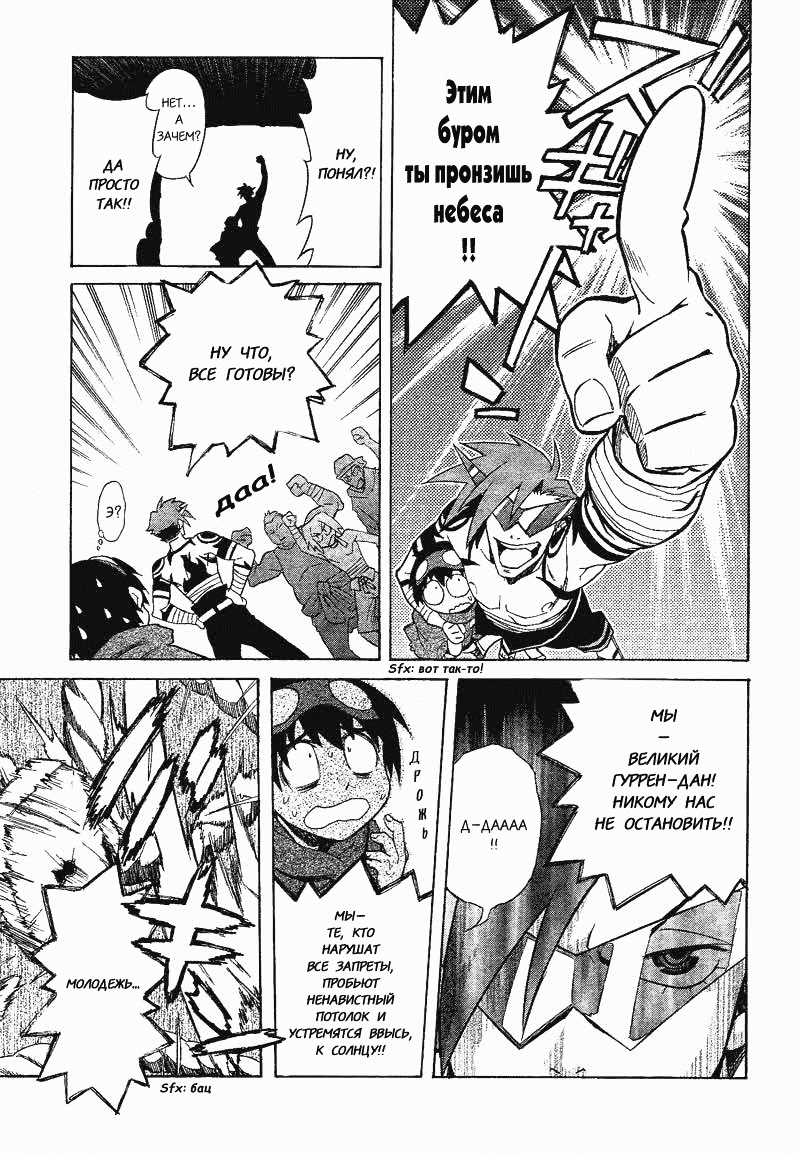 Этим
буром
ты пронзишь
небеса
!!
Sfx: вот так-то!
НУ,
ПОНЯЛ?!
НЕТ...
А
ЗАЧЕМ?
ДА
ПРОСТО
ТАК!!
НУ ЧТО,
ВСЕ ГОТОВЫ?
даа!
Э?
МЫ
–
ВЕЛИКИЙ
ГУРРЕН-ДАН!
НИКОМУ НАС
НЕ ОСТАНОВИТЬ!!
Д-ДАААА
!!
ДРОЖЬ
МЫ–
ТЕ, КТО
НАРУШАТ
ВСЕ ЗАПРЕТЫ,
ПРОБЬЮТ
НЕНАВИСТНЫЙ
ПОТОЛОК И
УСТРЕМЯТСЯ ВВЫСЬ,
К СОЛНЦУ!!
МОЛОДЕЖЬ...
Sfx: бац